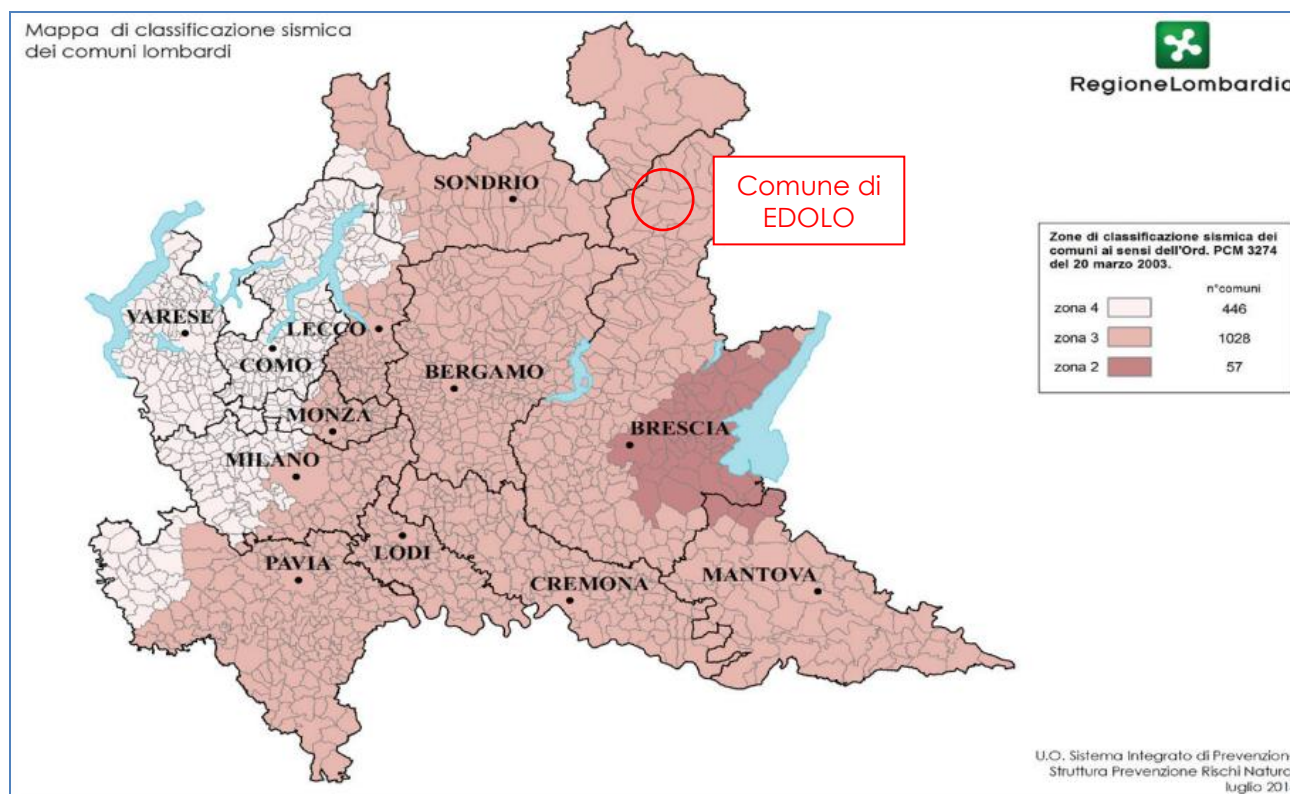 Mappa di classificazione sismica
dei comuni lombardi
RegioneLombardia
SONDRIO
Comune di
EDOLO
Zone di classificazione sismica dei
comuni ai sensi dell'Ord. PCM 3274
del 20 marzo 2003.
n°comuni
zona 4 446
zona 3 1028
zona 2 57
VARESE
LECCO
COMO
BERGAMO
MONZA
BRESCIA
MILANO
PAVIA
LODI
CREMONA
MANTOVA
U.O. Sistema Integrato di Prevenzion
Struttura Prevenzione Rischi Natura
luglio 201